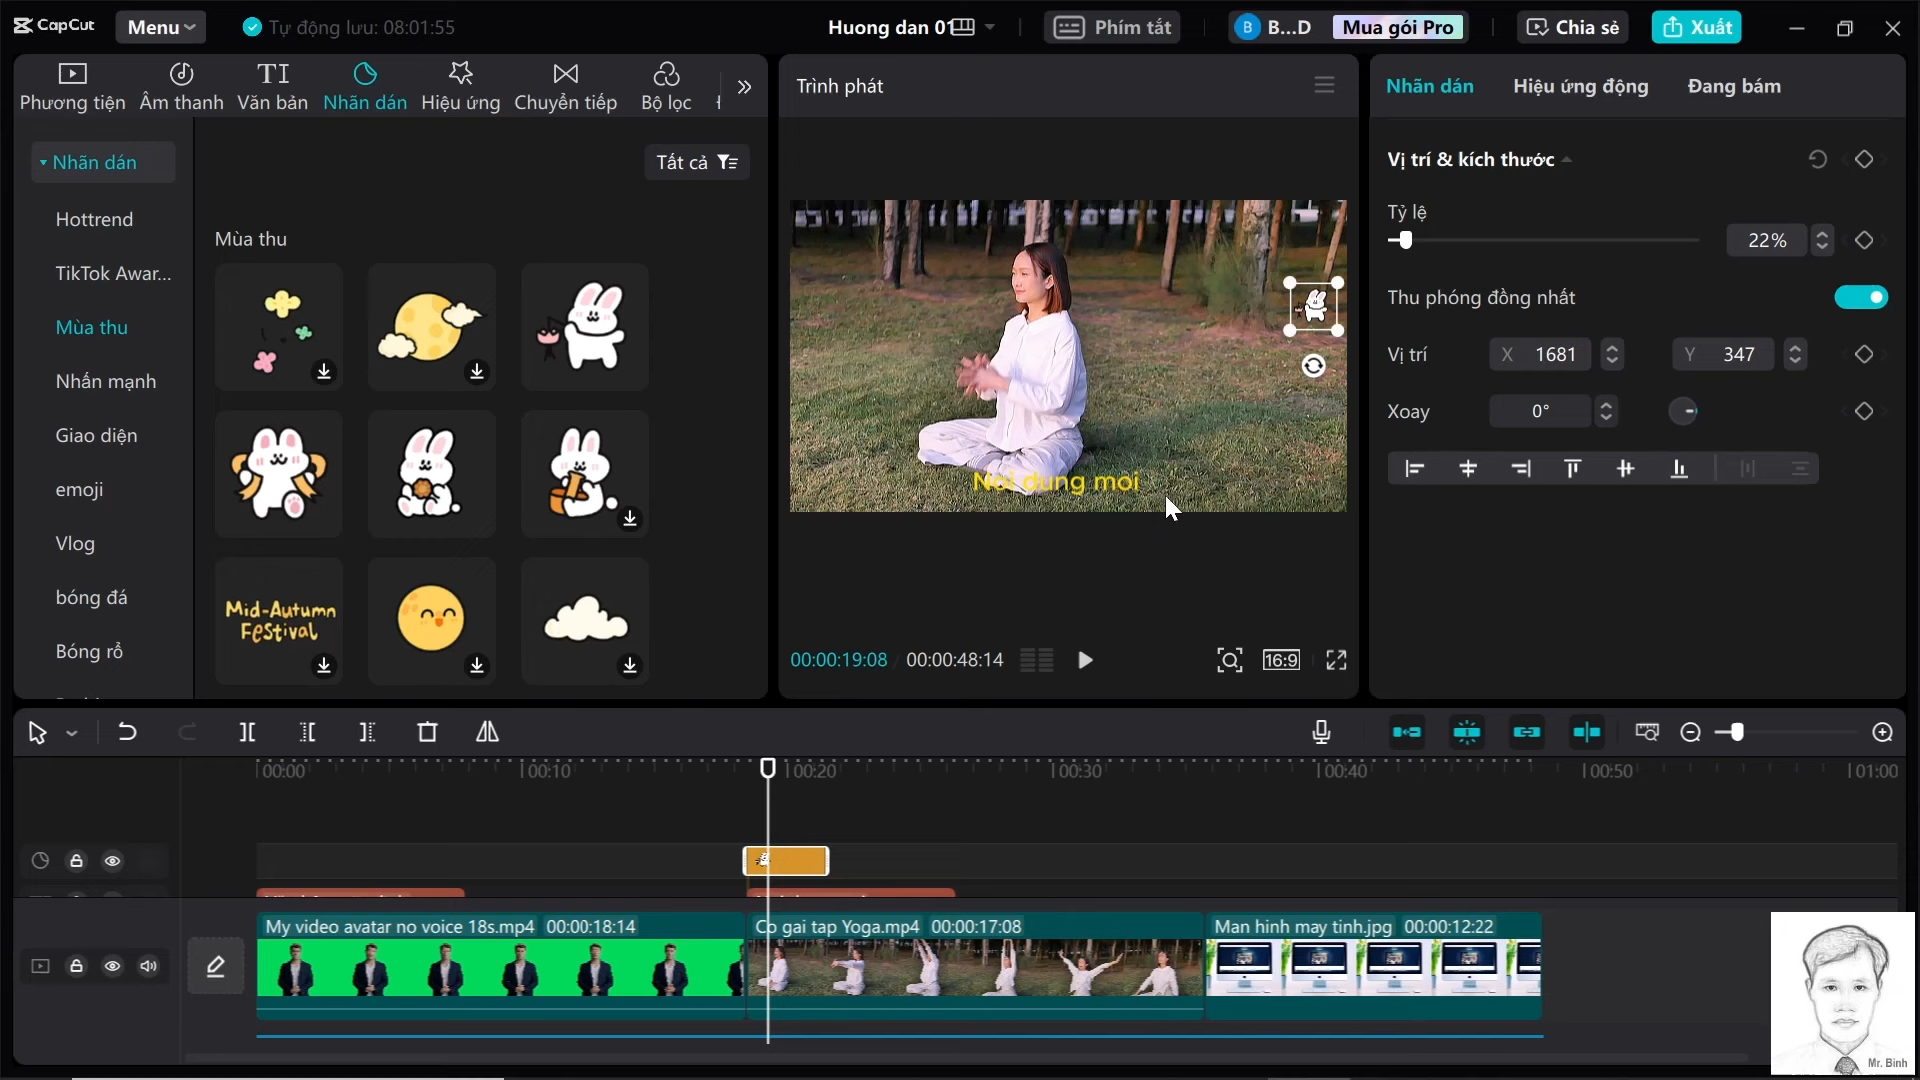 CapCut
Menu
Tự động lưu: 08:01:55
Huong dan 01
Phím tắt
B
B...D
Mua gói Pro
Chia sẻ
Xuất
Phương tiện
Âm thanh
Văn bản
Nhãn dán
Hiệu ứng
Chuyển tiếp
Bộ lọc
Nhãn dán
Hottrend
TikTok Awar...
Mùa thu
Nhấn mạnh
Giao diện
emoji
Vlog
bóng đá
Bóng rổ
Tất cả
Mùa thu
Mid-Autumn
Festival
Trình phát
Noi dung moi
00:00:19:08 / 00:00:48:14
16:9
Nhãn dán
Hiệu ứng động
Đang bám
Vị trí & kích thước
Tỷ lệ
22%
Thu phóng đồng nhất
Vị trí
X 1681
Y 347
Xoay
0°
00:00
00:10
00:20
00:30
00:40
00:50
01:00
My video avatar no voice 18s.mp4 00:00:18:14
Co gai tap Yoga.mp4 00:00:17:08
Man hinh may tinh.jpg 00:00:12:22
Mr. Binh